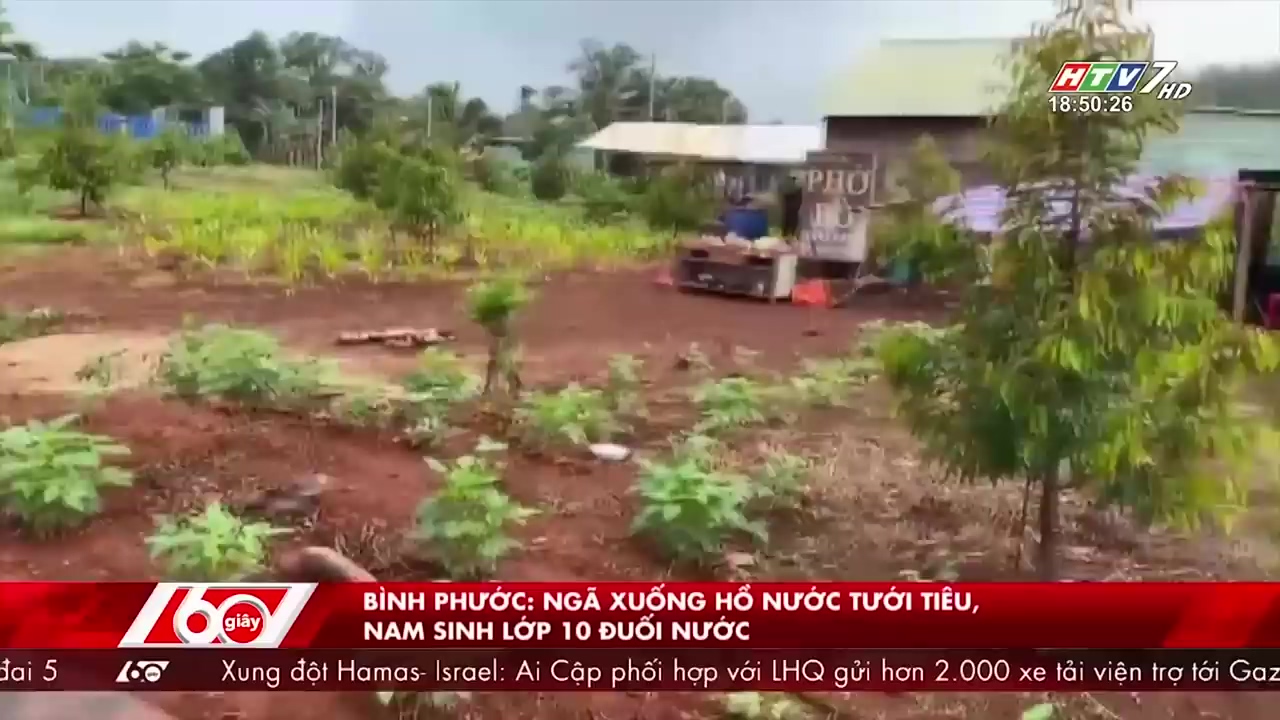 HTV7 HD
18:50:26
PHỞ
60 giây
BÌNH PHƯỚC: NGÃ XUỐNG HỒ NƯỚC TƯỚI TIÊU,
NAM SINH LỚP 10 ĐUỐI NƯỚC
đai 5 60 giây Xung đột Hamas- Israel: Ai Cập phối hợp với LHQ gửi hơn 2.000 xe tải viện trợ tới Gaz